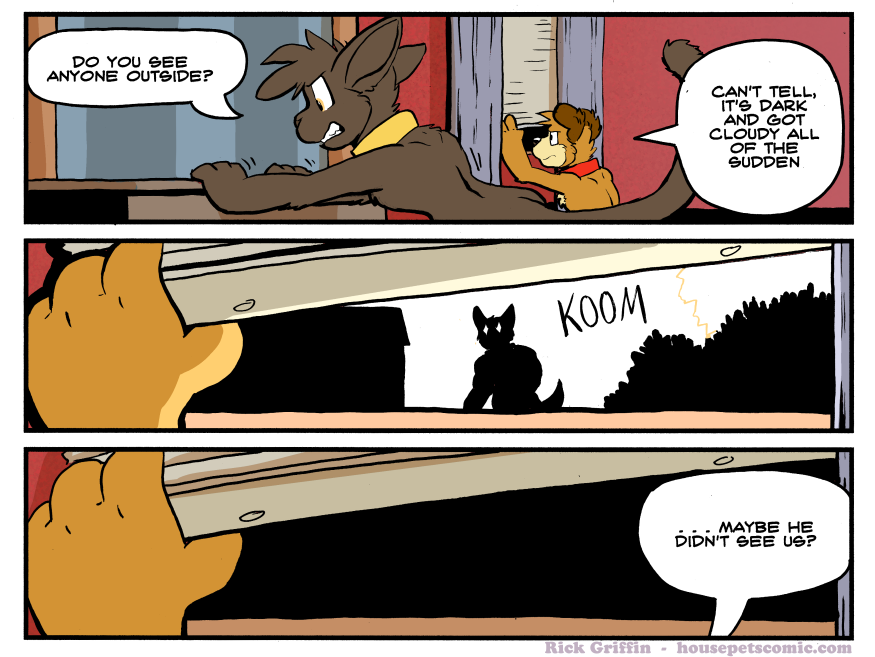 DO YOU SEE
ANYONE OUTSIDE?
CAN'T TELL,
IT'S DARK
AND GOT
CLOUDY ALL
OF THE
SUDDEN
KOOM
. . . MAYBE HE
DIDN'T SEE US?
Rick Griffin - housepetscomic.com